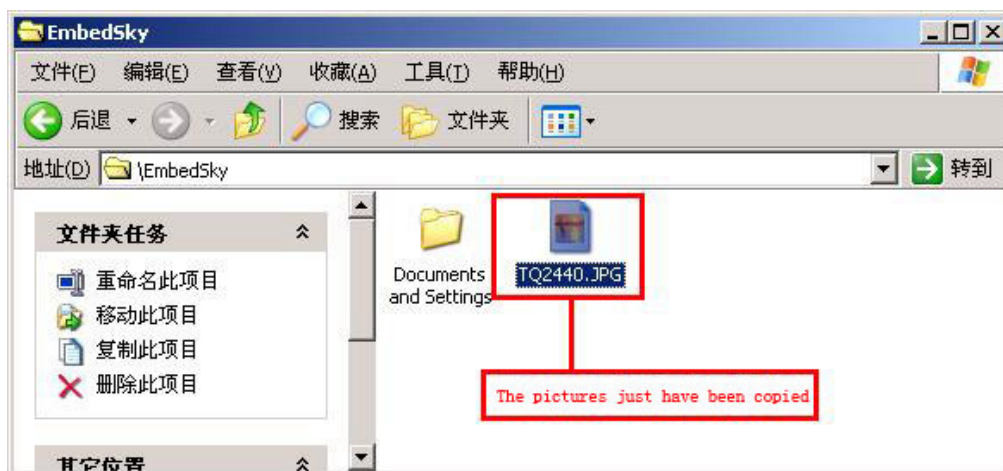 EmbedSky
文件(F) 编辑(E) 查看(V) 收藏(A) 工具(T) 帮助(H)
后退 搜索 文件夹
地址(D) \EmbedSky 转到
文件夹任务
重命名此项目
移动此项目
复制此项目
删除此项目
其它位置
Documents
and Settings
TQ2440.JPG
The pictures just have been copied